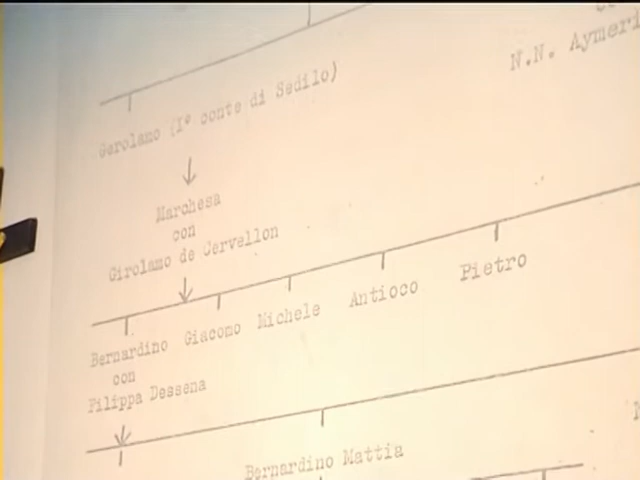 N.N. Aymeri
Gerolamo (I° conte di Sedilo)
Marchesa
con
Girolamo de Cervellon
Bernardino Giacomo Michele Antioco Pietro
con
Filippa Dessena
Bernardino Mattia